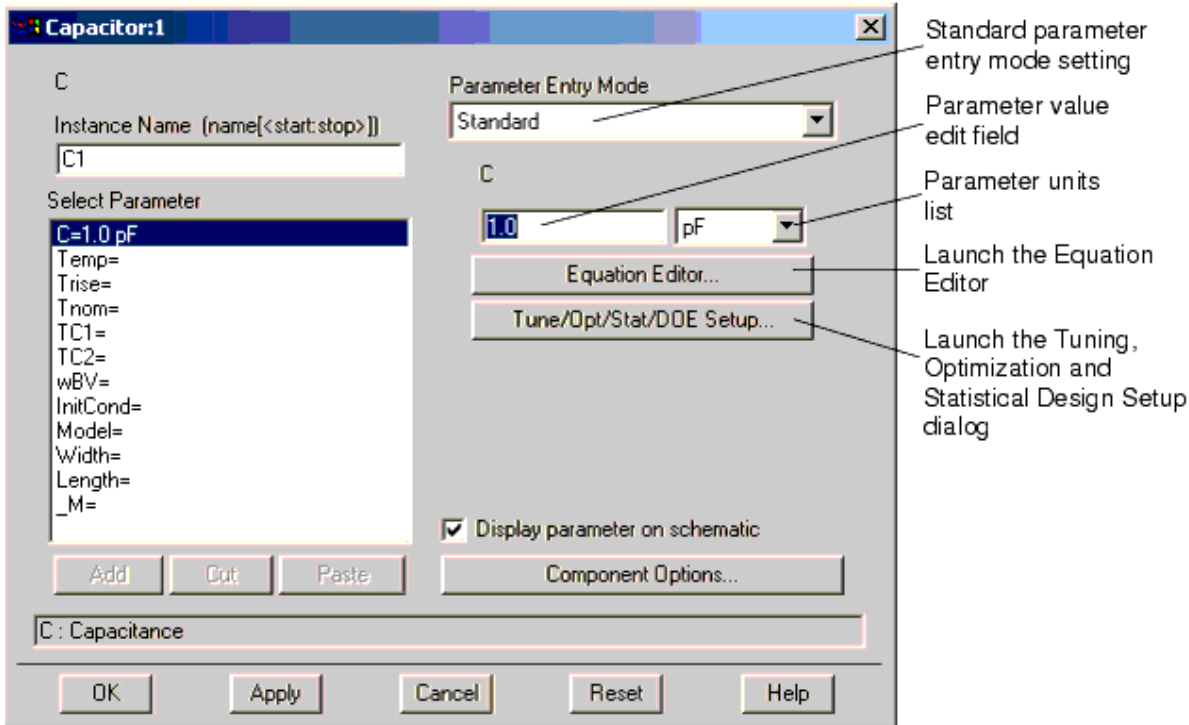 Capacitor:1
C
Instance Name (name[<start:stop>])
C1
Select Parameter
C=1.0 pF
Temp=
Trise=
Tnom=
TC1=
TC2=
wBV=
InitCond=
Model=
Width=
Length=
_M=
Add
Cut
Paste
Parameter Entry Mode
Standard
C
1.0
pF
Equation Editor...
Tune/Opt/Stat/DOE Setup...
Display parameter on schematic
Component Options...
C : Capacitance
OK
Apply
Cancel
Reset
Help
Standard parameter
entry mode setting
Parameter value
edit field
Parameter units
list
Launch the Equation
Editor
Launch the Tuning,
Optimization and
Statistical Design Setup
dialog